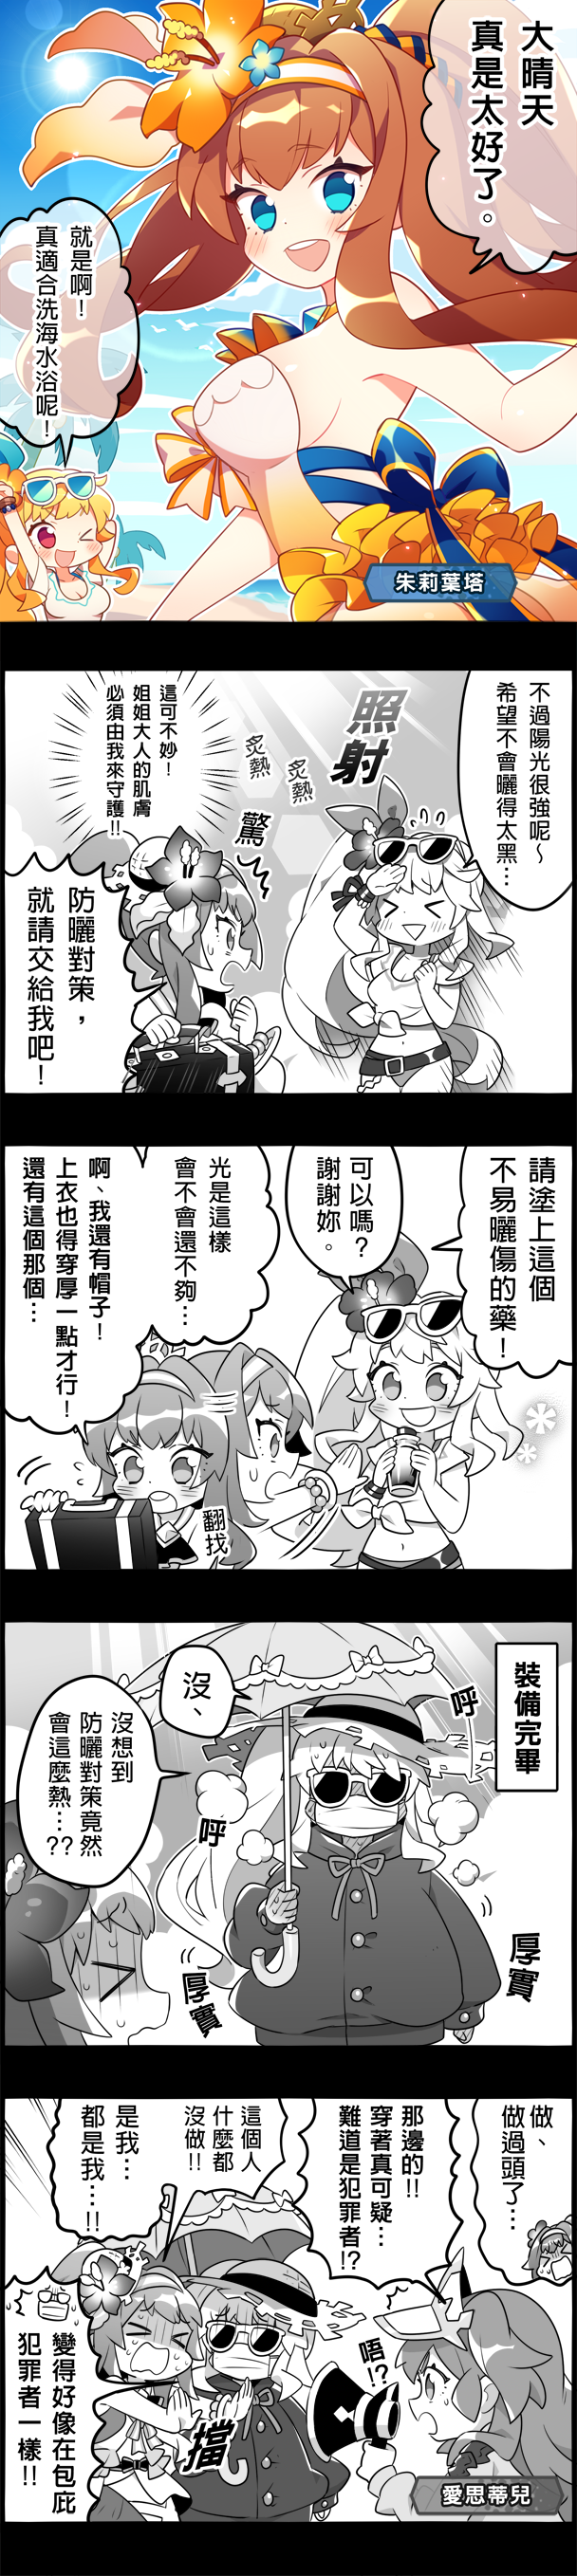 大晴天
真是太好了。
就是啊！
真適合洗海水浴呢！
朱莉葉塔
不過陽光很強呢～
希望不會曬得太黑…
照射
炙熱
炙熱
驚
這可不妙！
姐姐大人的肌膚
必須由我來守護!!
防曬對策，
就請交給我吧！
請塗上這個
不易曬傷的藥！
可以嗎？
謝謝妳。
光是這樣
會不會還不夠…
啊、我還有帽子！
上衣也得穿厚一點才行！
還有這個那個…
翻找
裝備完畢
呼
呼
沒、
沒想到
防曬對策竟然
會這麼熱…??
厚實
厚實
做、
做過頭了…
那邊的!!
穿著真可疑…
難道是犯罪者!?
唔!?
這個人
什麼都
沒做!!
是我…
都是我…!!
擋
變得好像在包庇
犯罪者一樣!!
愛思蒂兒